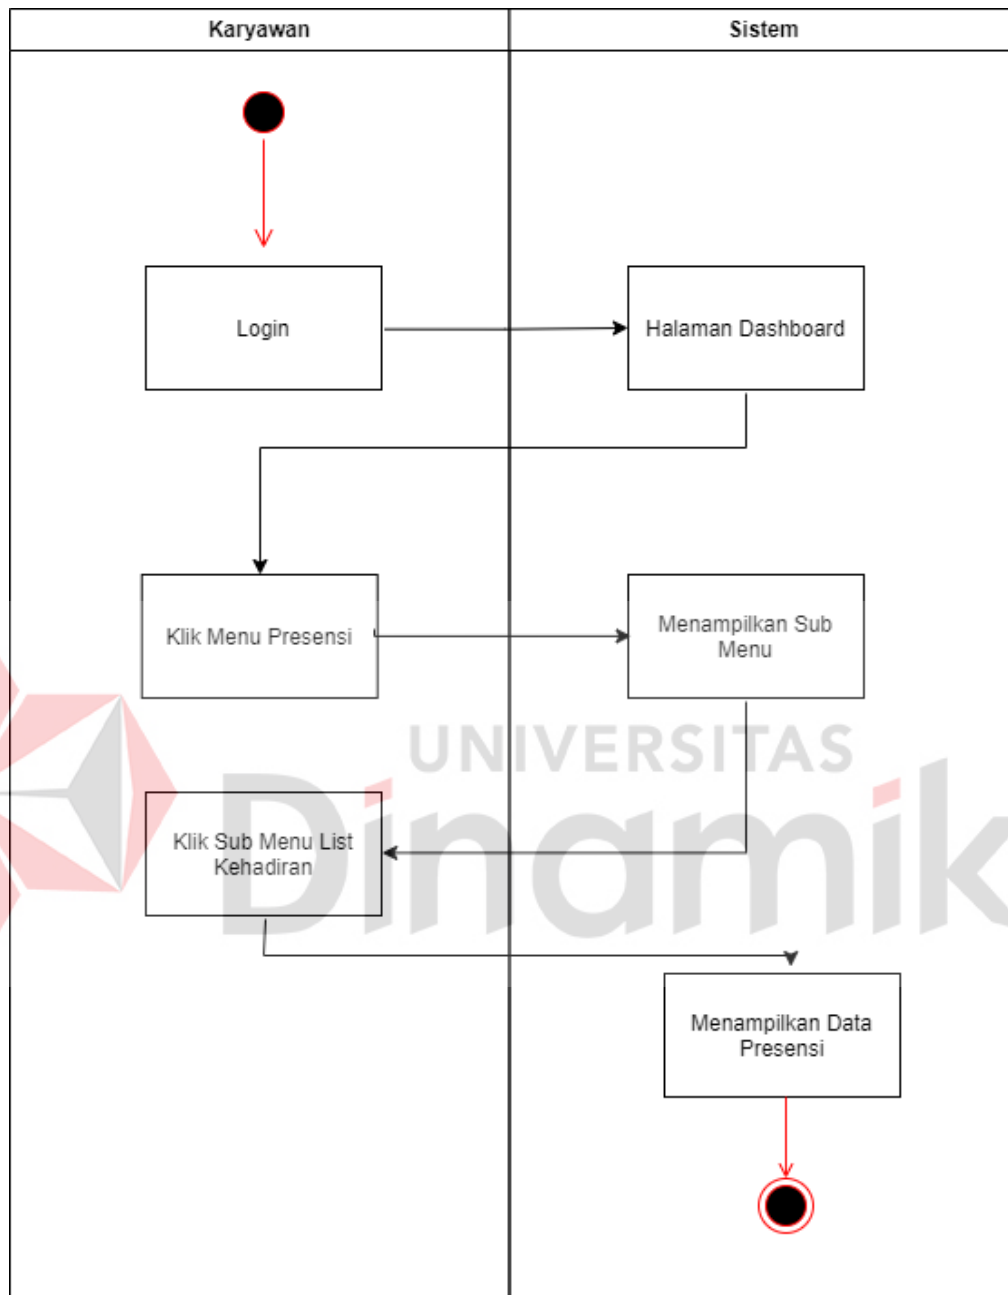 Karyawan
Sistem
Login
Halaman Dashboard
Klik Menu Presensi
Menampilkan Sub
Menu
UNIVERSITAS
Dinamika
Klik Sub Menu List
Kehadiran
Menampilkan Data
Presensi